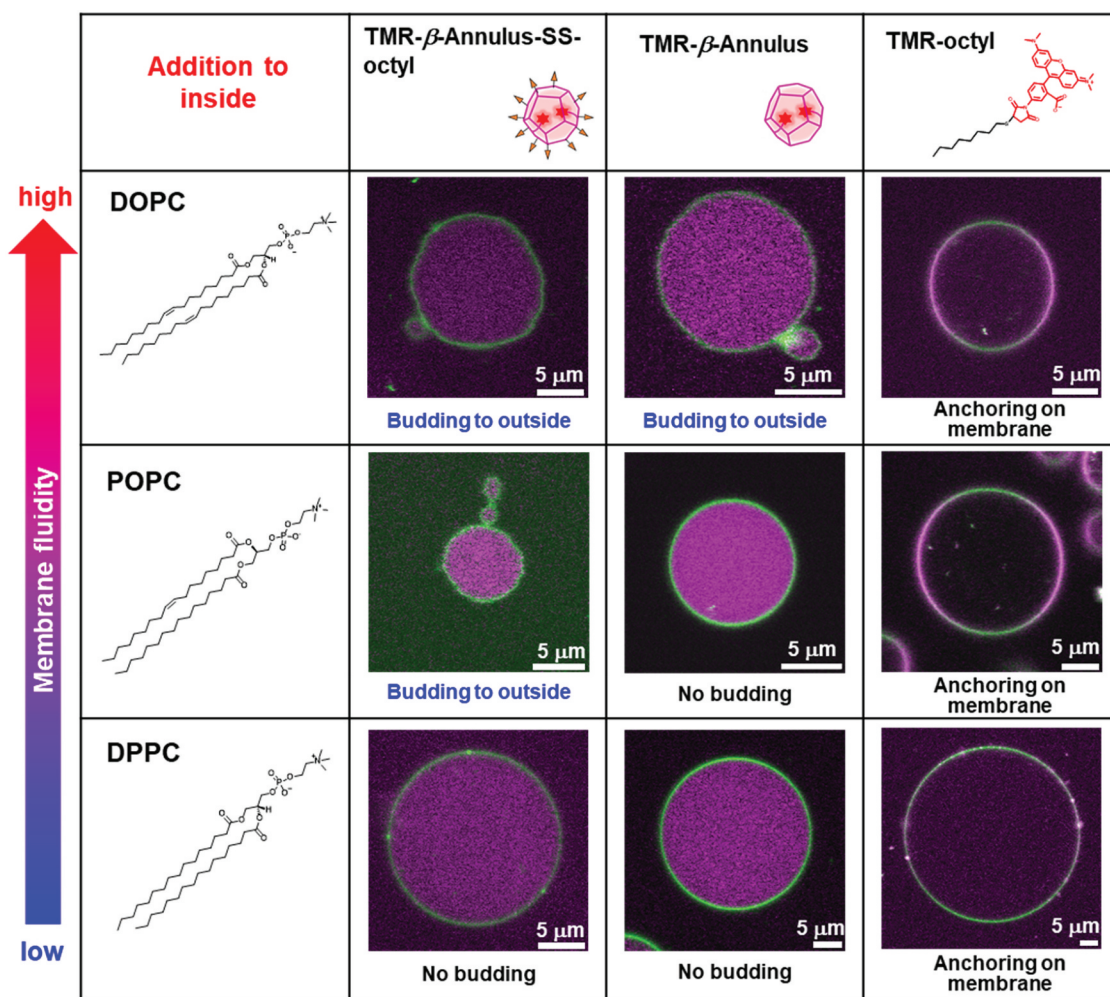 Addition to
inside
TMR-β-Annulus-SS-
octyl
TMR-β-Annulus
TMR-octyl
high
Membrane fluidity
low
DOPC
5 μm
Budding to outside
5 μm
Budding to outside
5 μm
Anchoring on
membrane
POPC
5 μm
Budding to outside
5 μm
No budding
5 μm
Anchoring on
membrane
DPPC
5 μm
No budding
5 μm
No budding
5 μm
Anchoring on
membrane